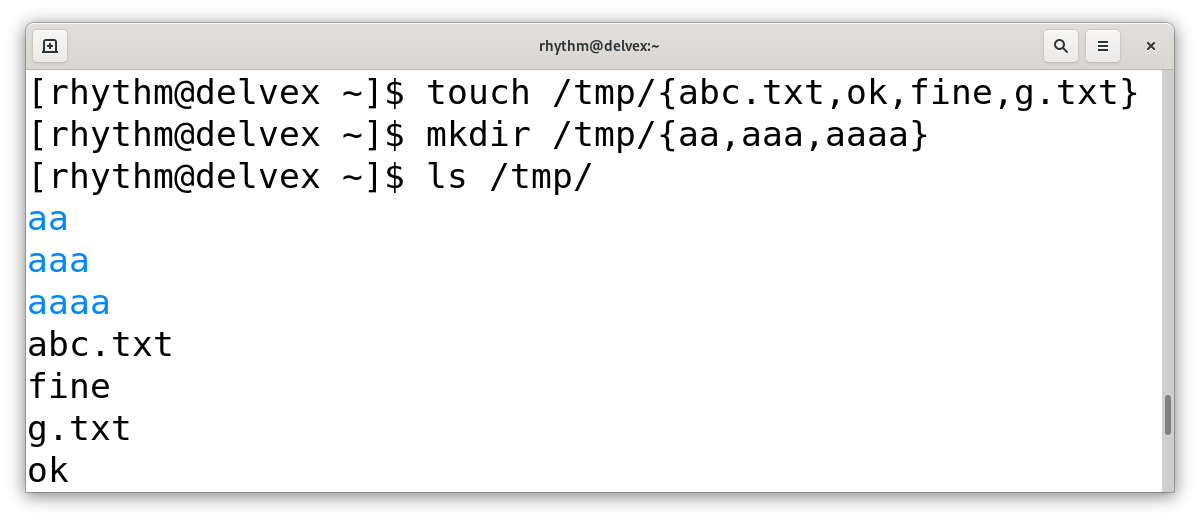 rhythm@delvex:~
[rhythm@delvex ~]$ touch /tmp/{abc.txt,ok,fine,g.txt}
[rhythm@delvex ~]$ mkdir /tmp/{aa,aaa,aaaa}
[rhythm@delvex ~]$ ls /tmp/
aa
aaa
aaaa
abc.txt
fine
g.txt
ok